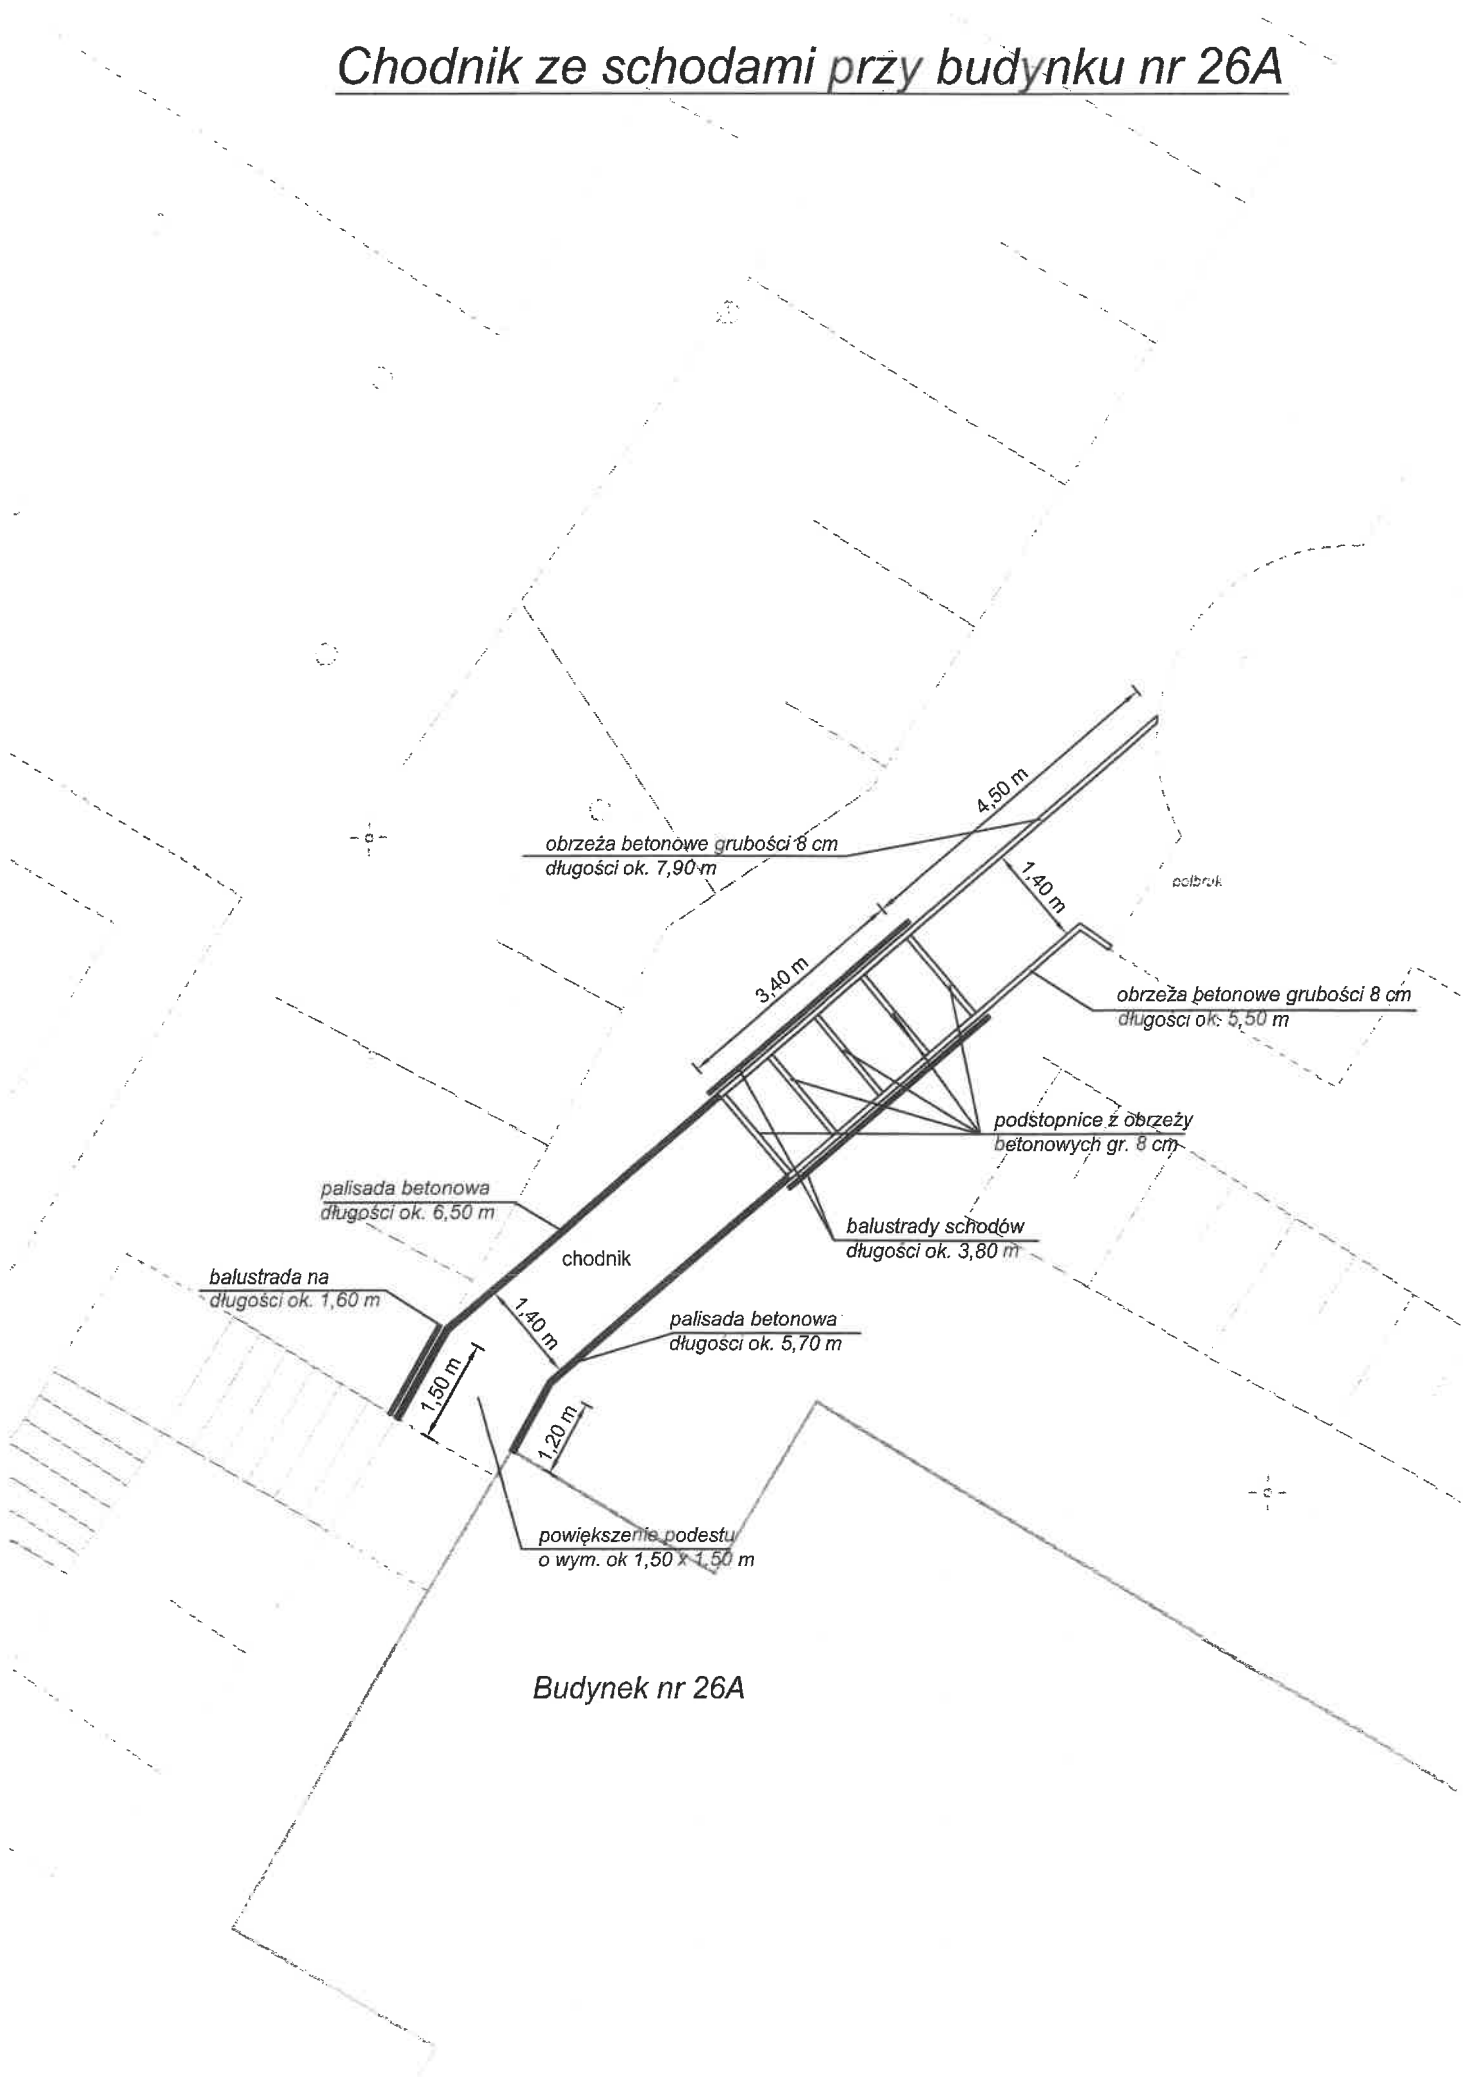 Chodnik ze schodami przy budynku nr 26A
4,50 m
obrzeża betonowe grubości 8 cm
długości ok. 7,90 m
1,40 m
polbruk
3,40 m
obrzeża betonowe grubości 8 cm
długości ok. 5,50 m
podstopnice z obrzeży
betonowych gr. 8 cm
palisada betonowa
długości ok. 6,50 m
balustrady schodów
długości ok. 3,80 m
chodnik
balustrada na
długości ok. 1,60 m
1,40 m
palisada betonowa
długości ok. 5,70 m
1,50 m
1,20 m
powiększenie podestu
o wym. ok 1,50 x 1,50 m
Budynek nr 26A